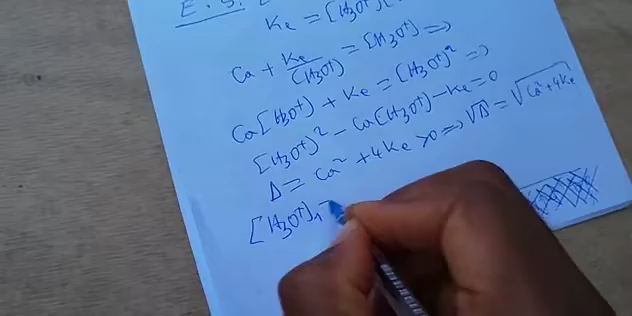 E.S:
Ke = [H3O+][
Ca + Ke/[H3O+] = [H3O+] =>
Ca[H3O+] + Ke = [H3O+]² =>
[H3O+]² - Ca[H3O+] - Ke = 0
Δ = Ca² + 4Ke > 0 => √Δ = √Ca² + 4Ke
[H3O+]1 =